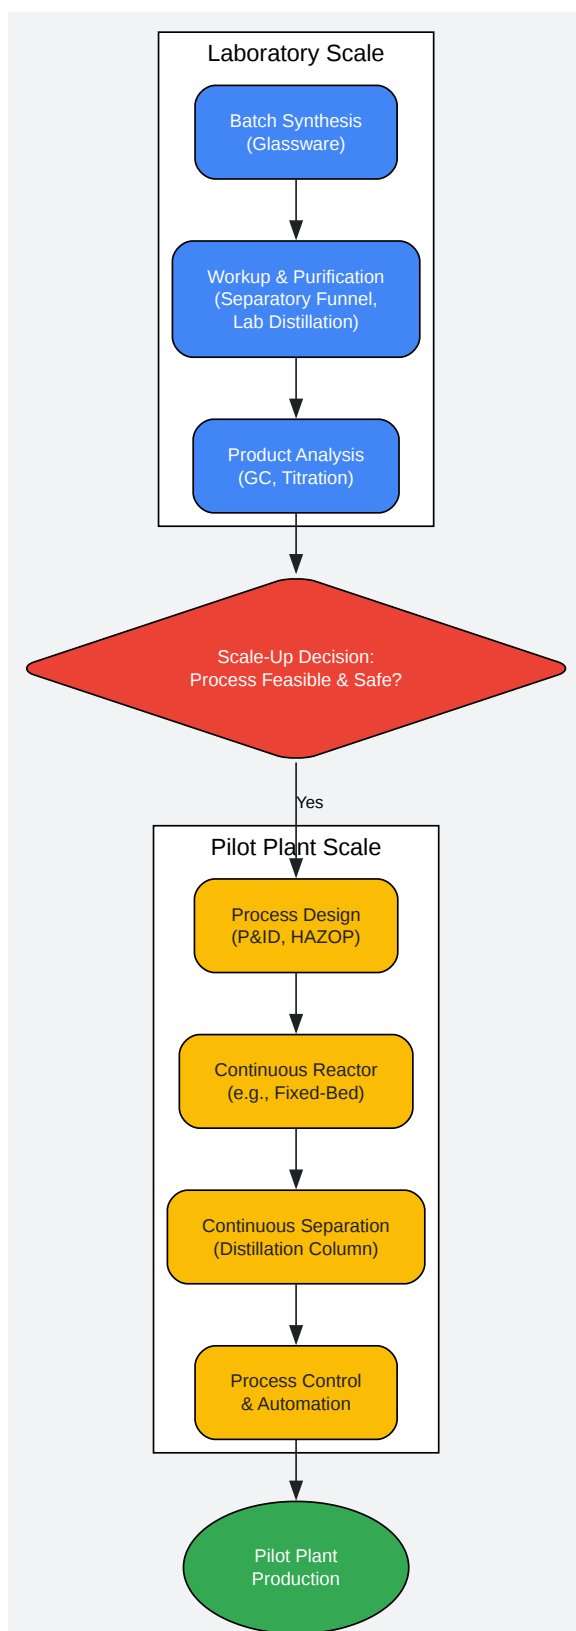 Laboratory Scale
Batch Synthesis
(Glassware)
Workup & Purification
(Separatory Funnel,
Lab Distillation)
Product Analysis
(GC, Titration)
Scale-Up Decision:
Process Feasible & Safe?
Yes
Pilot Plant Scale
Process Design
(P&ID, HAZOP)
Continuous Reactor
(e.g., Fixed-Bed)
Continuous Separation
(Distillation Column)
Process Control
& Automation
Pilot Plant
Production